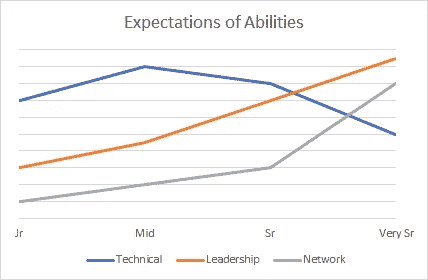 Expectations of Abilities
Jr Mid Sr Very Sr
Technical Leadership Network